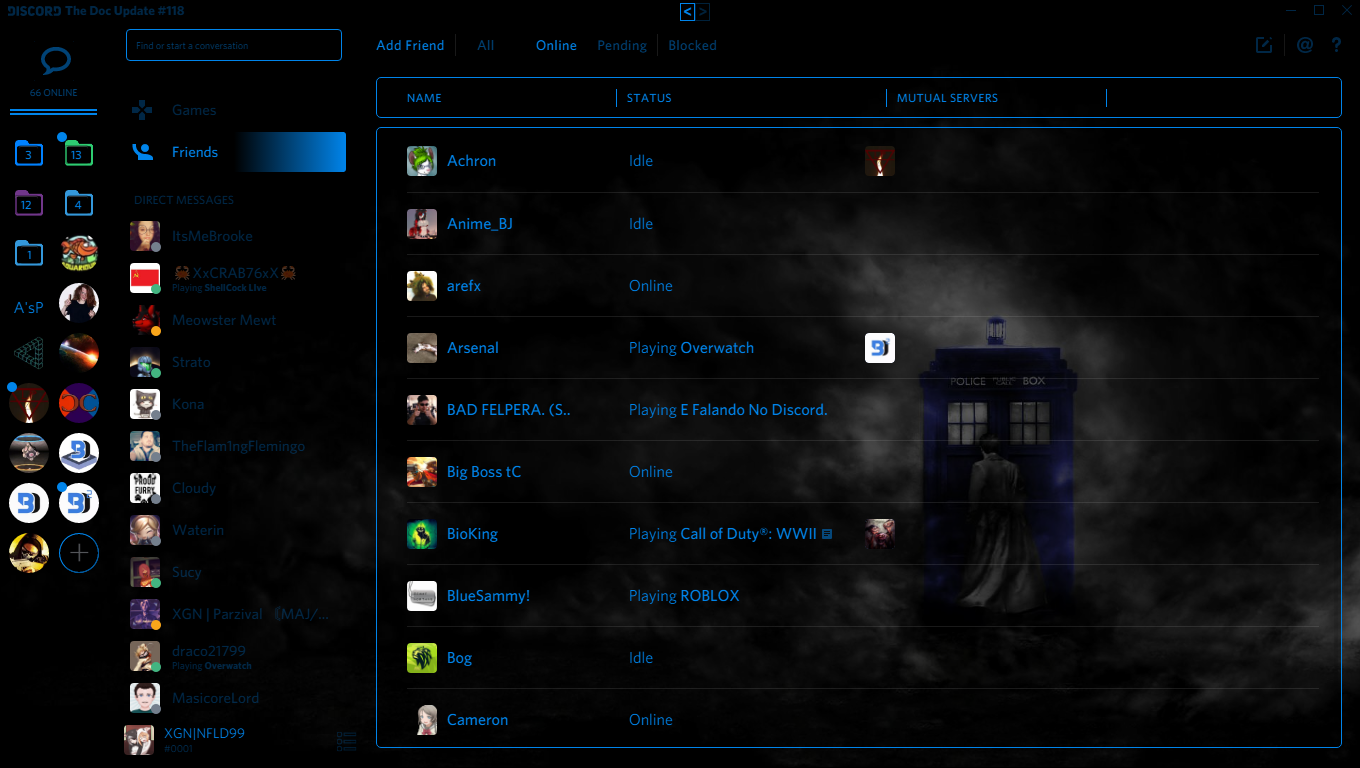 DISCORD The Doc Update #118
< >
Find or start a conversation
Add Friend All Online Pending Blocked
@ ?
66 ONLINE
NAME STATUS MUTUAL SERVERS
Games
Friends
3 13
12 4
1
A'sP
DIRECT MESSAGES
ItsMeBrooke
XxCRAB76xX
Playing ShellCock LIve
Meowster Mewt
Strato
Kona
TheFlam1ngFlemingo
Cloudy
PROUD
FURRY
Waterin
Sucy
XGN | Parzival 《MAJ/...
draco21799
Playing Overwatch
MasicoreLord
XGN|NFLD99
#0001
Achron Idle
Anime_BJ Idle
arefx Online
Arsenal Playing Overwatch
BAD FELPERA. (S.. Playing E Falando No Discord.
Big Boss tC Online
BioKing Playing Call of Duty®: WWII
BlueSammy! Playing ROBLOX
Bog Idle
Cameron Online
POLICE PUBLIC CALL BOX